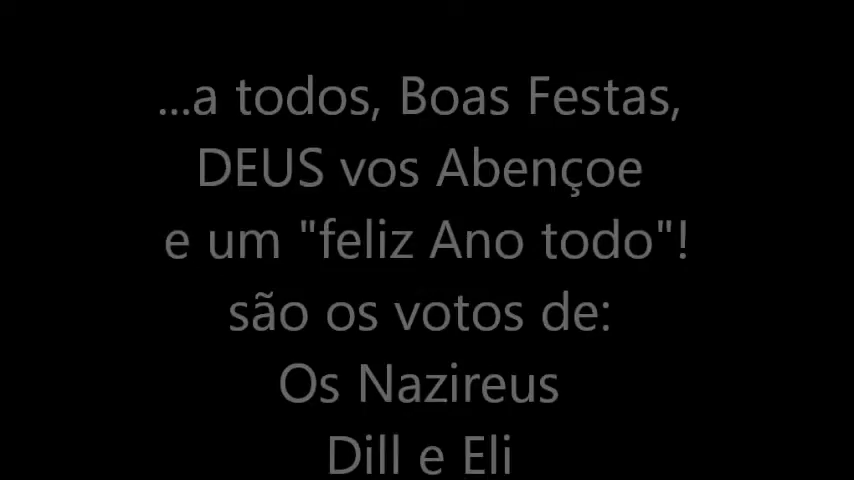 ...a todos, Boas Festas,
DEUS vos Abençoe
e um "feliz Ano todo"!
são os votos de:
Os Nazireus
Dill e Eli